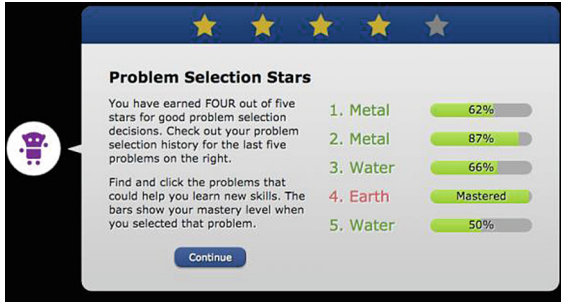 Problem Selection Stars
You have earned FOUR out of five
stars for good problem selection
decisions. Check out your problem
selection history for the last five
problems on the right.
Find and click the problems that
could help you learn new skills. The
bars show your mastery level when
you selected that problem.
Continue
1. Metal 62%
2. Metal 87%
3. Water 66%
4. Earth Mastered
5. Water 50%